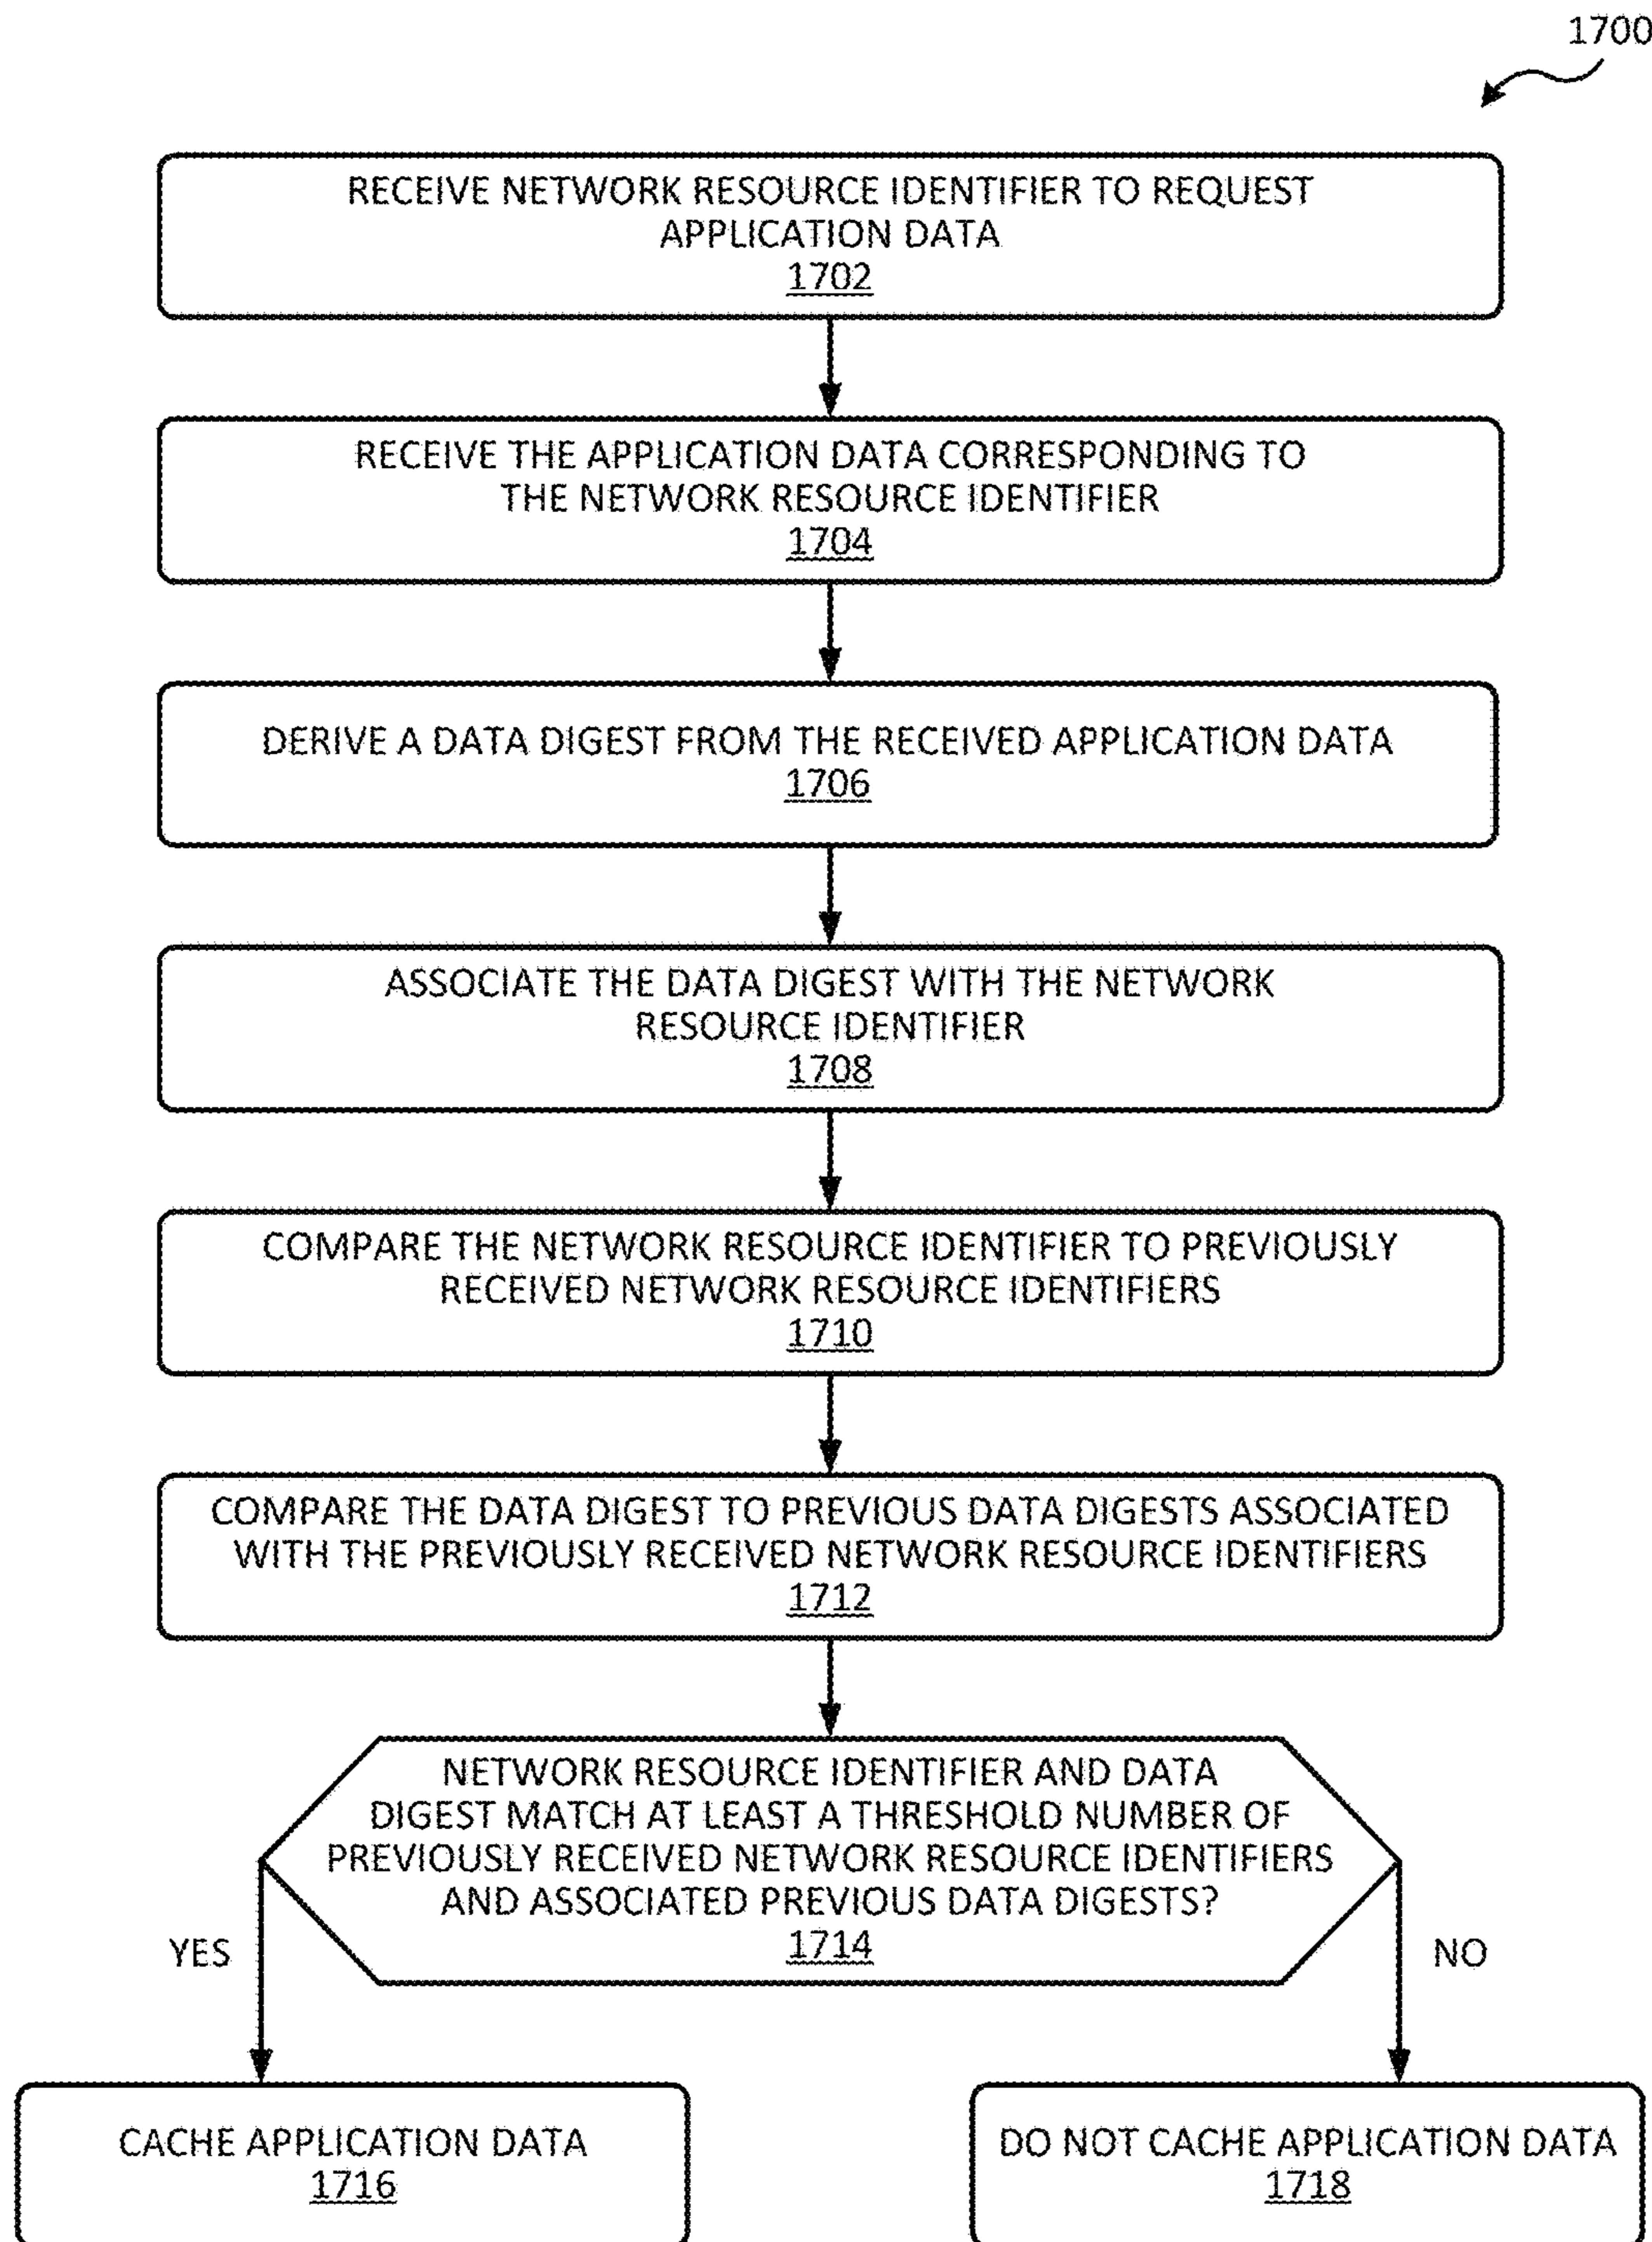 1700
RECEIVE NETWORK RESOURCE IDENTIFIER TO REQUEST
APPLICATION DATA
1702
RECEIVE THE APPLICATION DATA CORRESPONDING TO
THE NETWORK RESOURCE IDENTIFIER
1704
DERIVE A DATA DIGEST FROM THE RECEIVED APPLICATION DATA
1706
ASSOCIATE THE DATA DIGEST WITH THE NETWORK
RESOURCE IDENTIFIER
1708
COMPARE THE NETWORK RESOURCE IDENTIFIER TO PREVIOUSLY
RECEIVED NETWORK RESOURCE IDENTIFIERS
1710
COMPARE THE DATA DIGEST TO PREVIOUS DATA DIGESTS ASSOCIATED
WITH THE PREVIOUSLY RECEIVED NETWORK RESOURCE IDENTIFIERS
1712
NETWORK RESOURCE IDENTIFIER AND DATA
DIGEST MATCH AT LEAST A THRESHOLD NUMBER OF
PREVIOUSLY RECEIVED NETWORK RESOURCE IDENTIFIERS
AND ASSOCIATED PREVIOUS DATA DIGESTS?
1714
YES
NO
CACHE APPLICATION DATA
1716
DO NOT CACHE APPLICATION DATA
1718